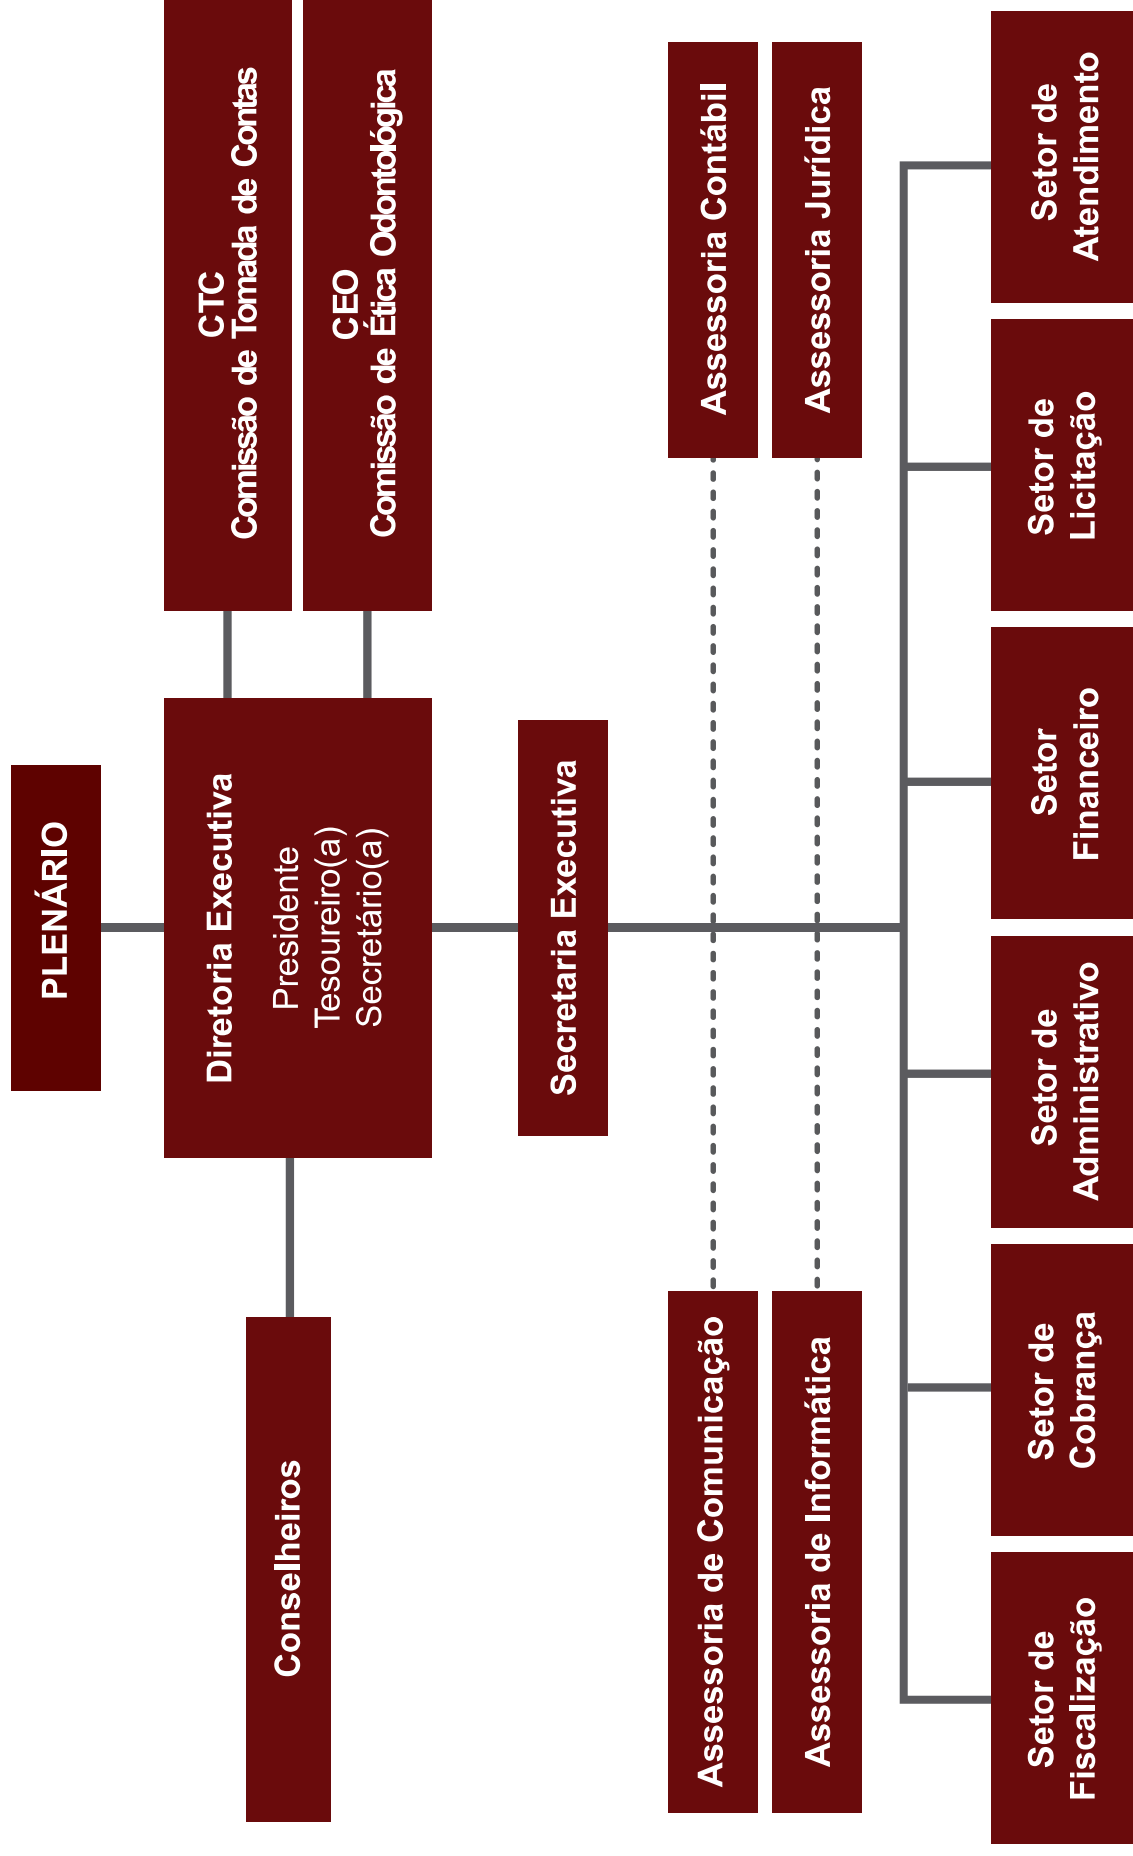 PLENÁRIO
Diretoria Executiva
Presidente
Tesoureiro(a)
Secretário(a)
Conselheiros
CTC
Comissão de Tomada de Contas
CEO
Comissão de Ética Odontológica
Secretaria Executiva
Assessoria de Comunicação
Assessoria Contábil
Assessoria de Informática
Assessoria Jurídica
Setor de
Fiscalização
Setor de
Cobrança
Setor de
Administrativo
Setor
Financeiro
Setor de
Licitação
Setor de
Atendimento